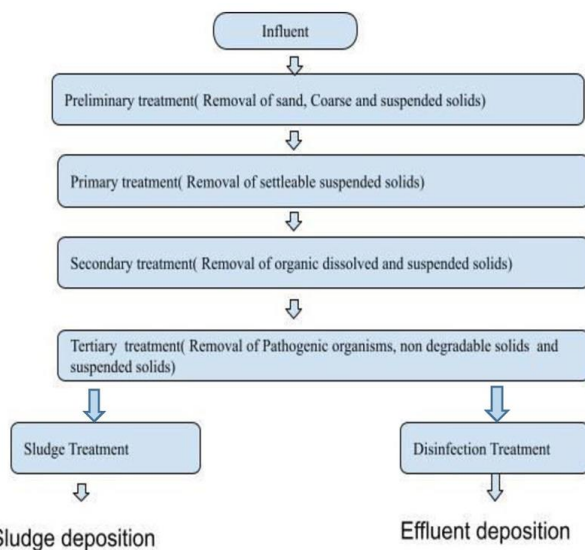 Influent
Preliminary treatment( Removal of sand, Coarse and suspended solids)
Primary treatment( Removal of settleable suspended solids)
Secondary treatment( Removal of organic dissolved and suspended solids)
Tertiary treatment( Removal of Pathogenic organisms, non degradable solids and
suspended solids)
Sludge Treatment
Disinfection Treatment
Sludge deposition
Effluent deposition